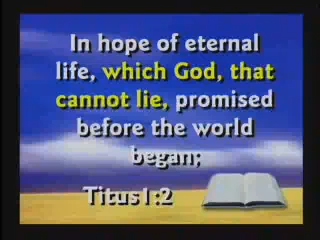 In hope of eternal
life, which God, that
cannot lie, promised
before the world
began;
Titus1:2